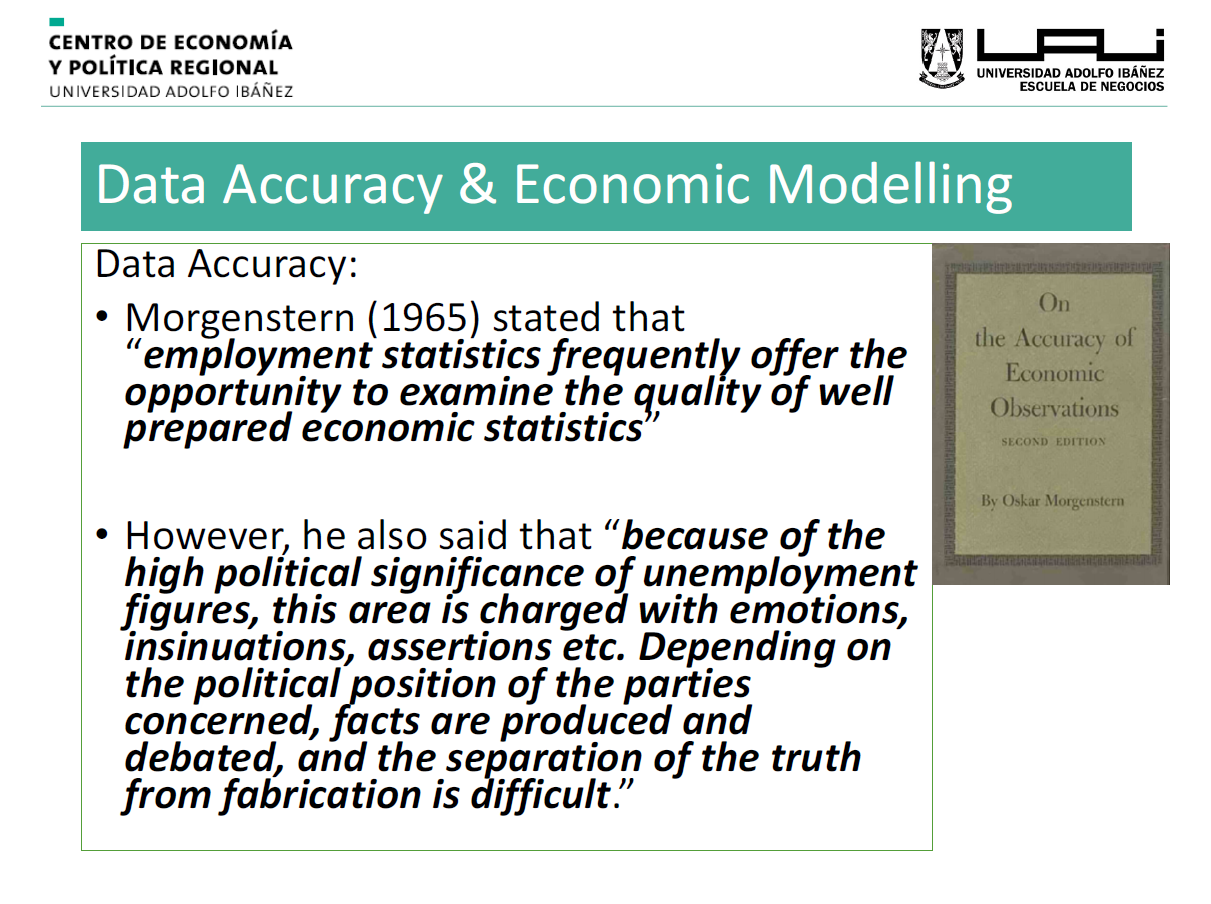 CENTRO DE ECONOMÍA
Y POLÍTICA REGIONAL
UNIVERSIDAD ADOLFO IBÁÑEZ
UAI
UNIVERSIDAD ADOLFO IBÁÑEZ
ESCUELA DE NEGOCIOS
Data Accuracy & Economic Modelling
Data Accuracy:
• Morgenstern (1965) stated that
“employment statistics frequently offer the
opportunity to examine the quality of well
prepared economic statistics”
• However, he also said that “because of the
high political significance of unemployment
figures, this area is charged with emotions,
insinuations, assertions etc. Depending on
the political position of the parties
concerned, facts are produced and
debated, and the separation of the truth
from fabrication is difficult.”
On
the Accuracy of
Economic
Observations
SECOND EDITION
By Oskar Morgenstern